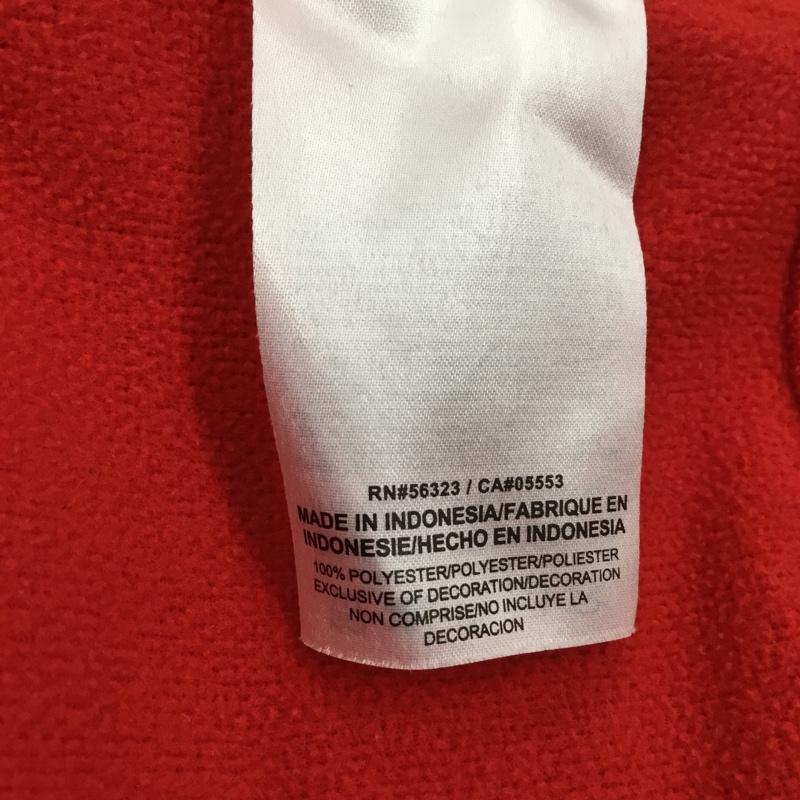 RN#56323 / CA#05553
MADE IN INDONESIA/FABRIQUE EN
INDONESIE/HECHO EN INDONESIA
100% POLYESTER/POLYESTER/POLIESTER
EXCLUSIVE OF DECORATION/DECORATION
NON COMPRISE/NO INCLUYE LA
DECORACION